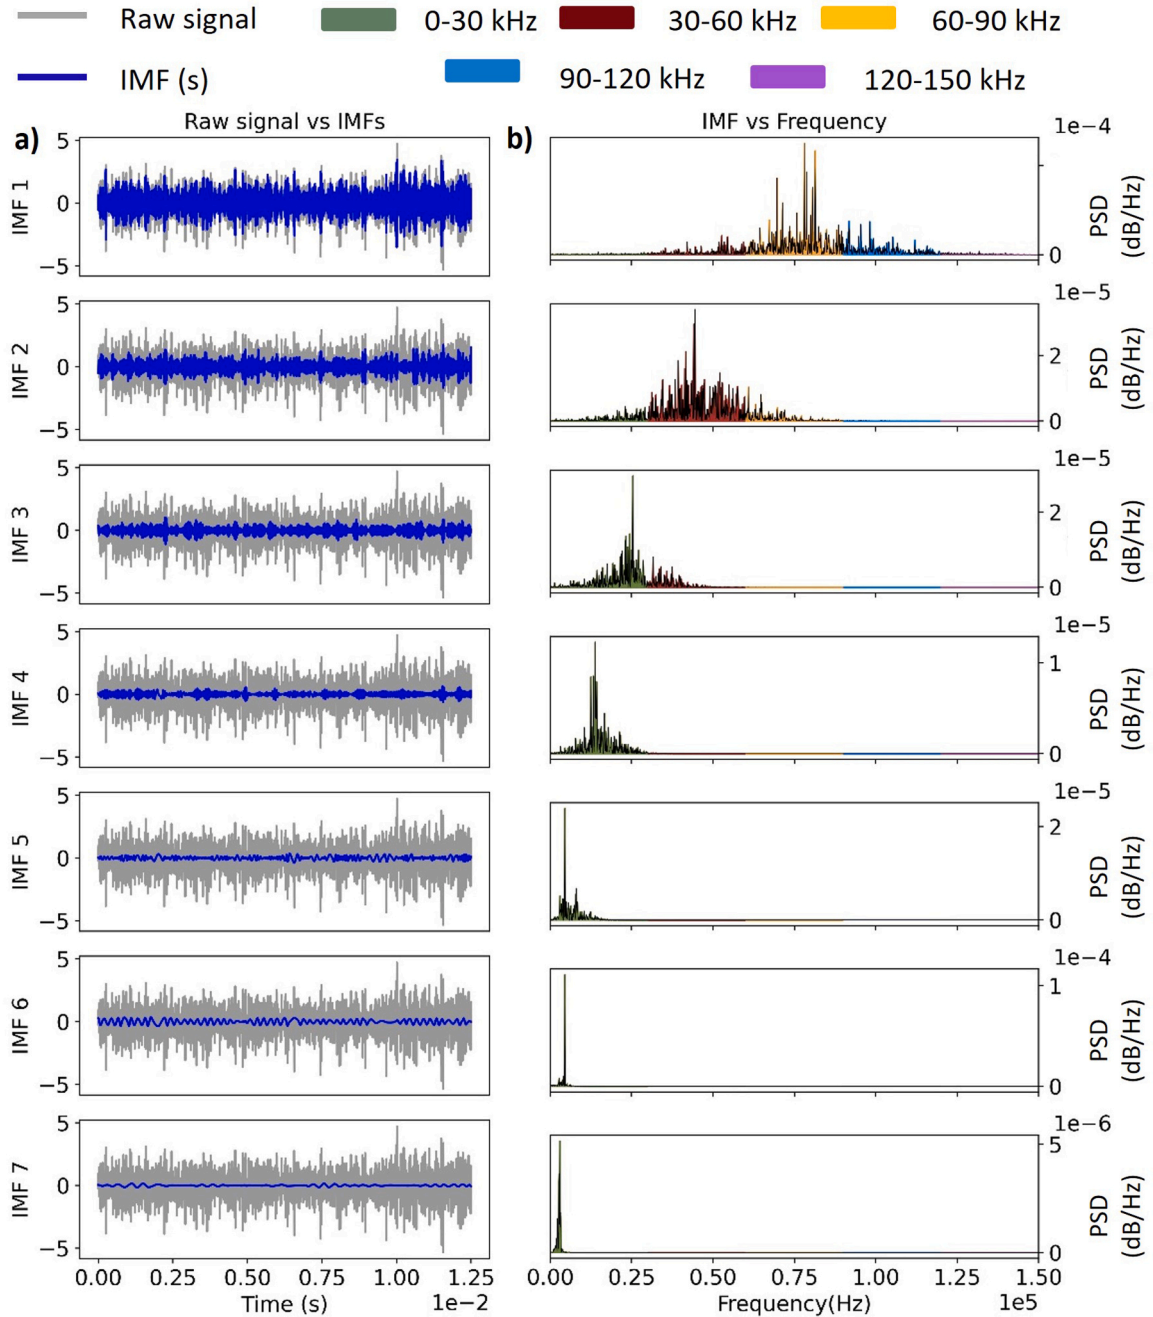 Raw signal 0-30 kHz 30-60 kHz 60-90 kHz
IMF (s) 90-120 kHz 120-150 kHz
a) Raw signal vs IMFs b) IMF vs Frequency
IMF 1
5
0
−5
1e−4
0
PSD
(dB/Hz)
IMF 2
5
0
−5
1e−5
2
0
PSD
(dB/Hz)
IMF 3
5
0
−5
1e−5
2
0
PSD
(dB/Hz)
IMF 4
5
0
−5
1e−5
1
0
PSD
(dB/Hz)
IMF 5
5
0
−5
1e−5
2
0
PSD
(dB/Hz)
IMF 6
5
0
−5
1e−4
1
0
PSD
(dB/Hz)
IMF 7
5
0
−5
1e−6
5
0
PSD
(dB/Hz)
0.00 0.25 0.50 0.75 1.00 1.25
Time (s) 1e−2
0.00 0.25 0.50 0.75 1.00 1.25 1.50
Frequency(Hz) 1e5